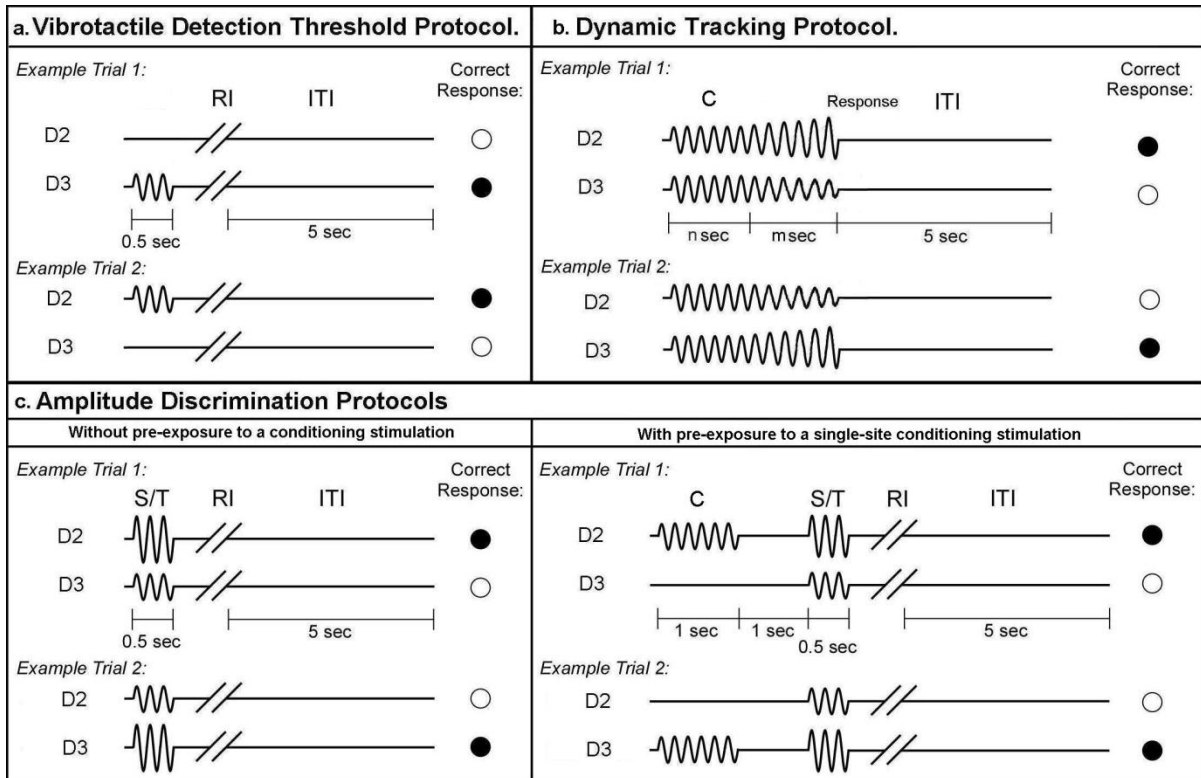 a. Vibrotactile Detection Threshold Protocol.
Example Trial 1:
Correct
Response:
RI ITI
D2
D3
0.5 sec 5 sec
Example Trial 2:
D2
D3
b. Dynamic Tracking Protocol.
Example Trial 1:
Correct
Response:
C Response ITI
D2
D3
n sec m sec 5 sec
Example Trial 2:
D2
D3
c. Amplitude Discrimination Protocols
Without pre-exposure to a conditioning stimulation
Example Trial 1:
Correct
Response:
S/T RI ITI
D2
D3
0.5 sec 5 sec
Example Trial 2:
D2
D3
With pre-exposure to a single-site conditioning stimulation
Example Trial 1:
Correct
Response:
C S/T RI ITI
D2
D3
1 sec 1 sec 0.5 sec 5 sec
Example Trial 2:
D2
D3